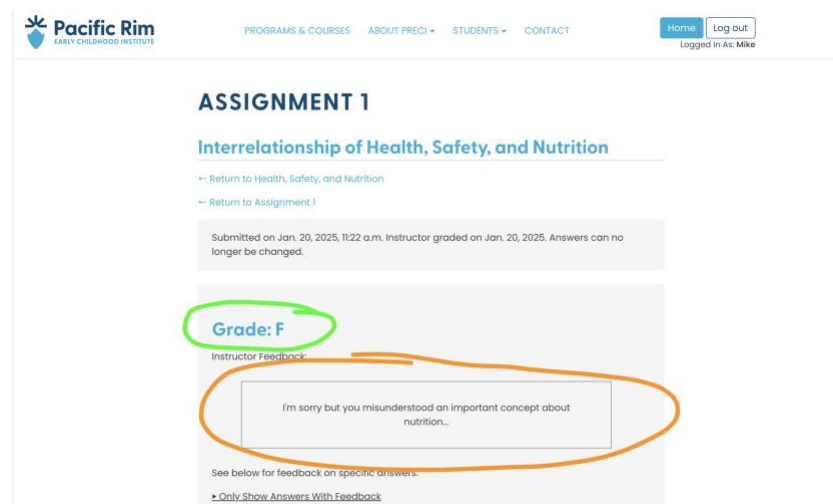 Pacific Rim
EARLY CHILDHOOD INSTITUTE
PROGRAMS & COURSES ABOUT PRECI STUDENTS CONTACT
Home Log out
Logged In As: Mike
ASSIGNMENT 1
Interrelationship of Health, Safety, and Nutrition
← Return to Health, Safety, and Nutrition
← Return to Assignment 1
Submitted on Jan. 20, 2025, 11:22 a.m. Instructor graded on Jan. 20, 2025. Answers can no
longer be changed.
Grade: F
Instructor Feedback:
I'm sorry but you misunderstood an important concept about
nutrition...
See below for feedback on specific answers.
▸ Only Show Answers With Feedback